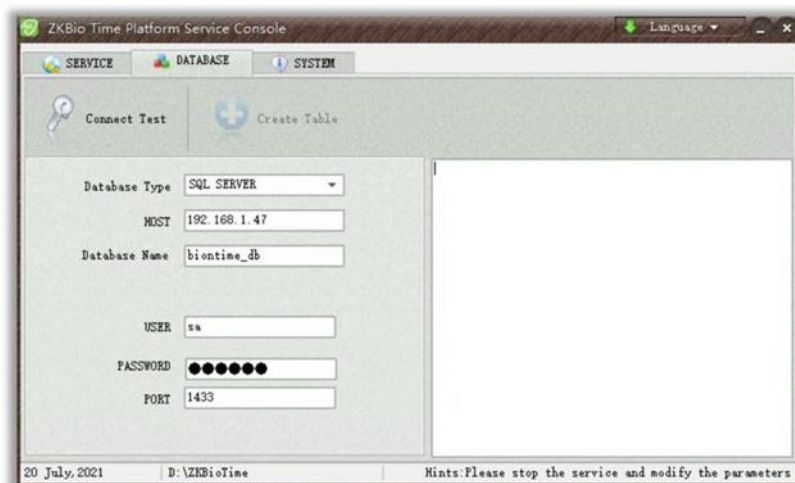 ZKBio Time Platform Service Console
Language
SERVICE
DATABASE
SYSTEM
Connect Test
Create Table
Database Type
SQL SERVER
HOST
192.168.1.47
Database Name
biontime_db
USER
sa
PASSWORD
●●●●●●
PORT
1433
20 July,2021
D:\ZKBioTime
Hints:Please stop the service and modify the parameters